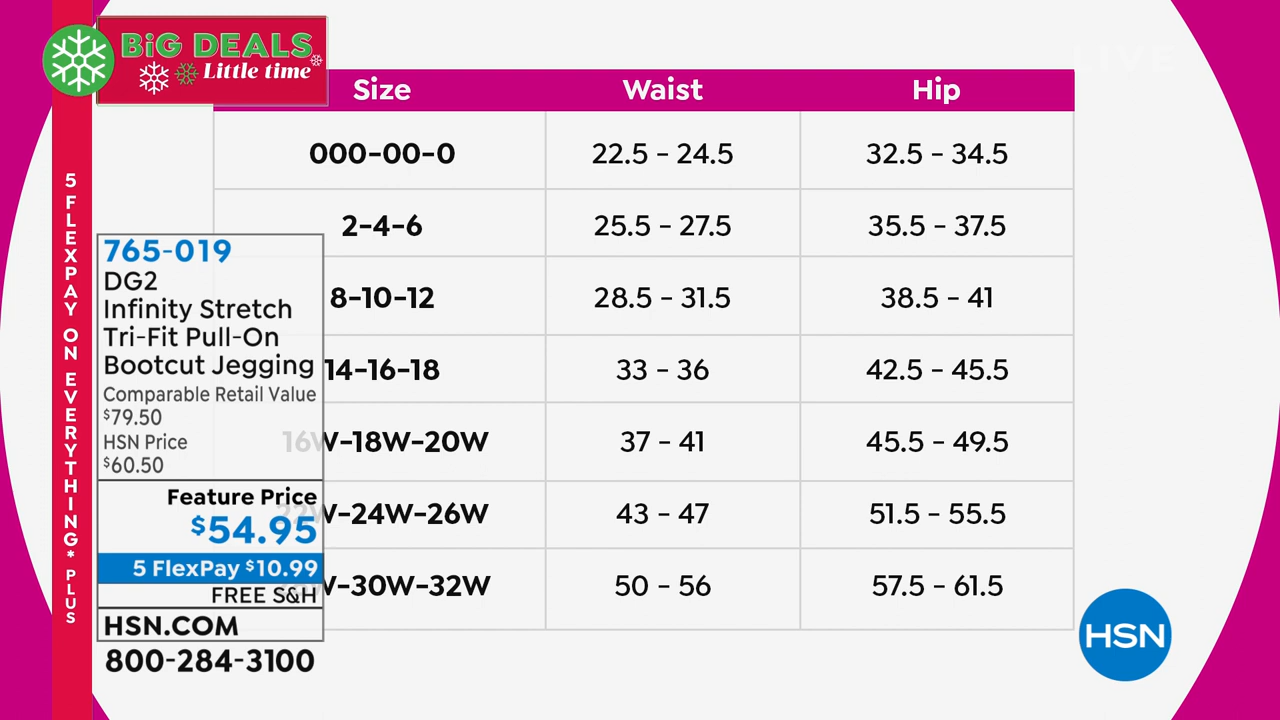 BiG DEALS
Little time
LIVE
5 FLEXPAY ON EVERYTHING* PLUS
Size Waist Hip
000-00-0 22.5 - 24.5 32.5 - 34.5
2-4-6 25.5 - 27.5 35.5 - 37.5
8-10-12 28.5 - 31.5 38.5 - 41
14-16-18 33 - 36 42.5 - 45.5
16W-18W-20W 37 - 41 45.5 - 49.5
22W-24W-26W 43 - 47 51.5 - 55.5
W-30W-32W 50 - 56 57.5 - 61.5
765-019
DG2
Infinity Stretch
Tri-Fit Pull-On
Bootcut Jegging
Comparable Retail Value
$79.50
HSN Price
$60.50
Feature Price
$54.95
5 FlexPay $10.99
FREE S&H
HSN.COM
800-284-3100
HSN